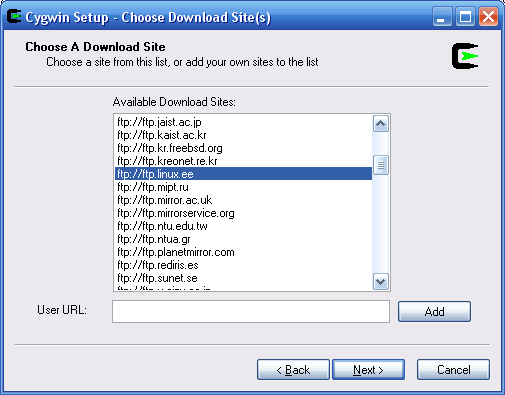 Cygwin Setup - Choose Download Site(s)
Choose A Download Site
Choose a site from this list, or add your own sites to the list
Available Download Sites:
ftp://ftp.jaist.ac.jp
ftp://ftp.kaist.ac.kr
ftp://ftp.kr.freebsd.org
ftp://ftp.kreonet.re.kr
ftp://ftp.linux.ee
ftp://ftp.mipt.ru
ftp://ftp.mirror.ac.uk
ftp://ftp.mirrorservice.org
ftp://ftp.ntu.edu.tw
ftp://ftp.ntua.gr
ftp://ftp.planetmirror.com
ftp://ftp.rediris.es
ftp://ftp.sunet.se
User URL:
Add
< Back
Next >
Cancel